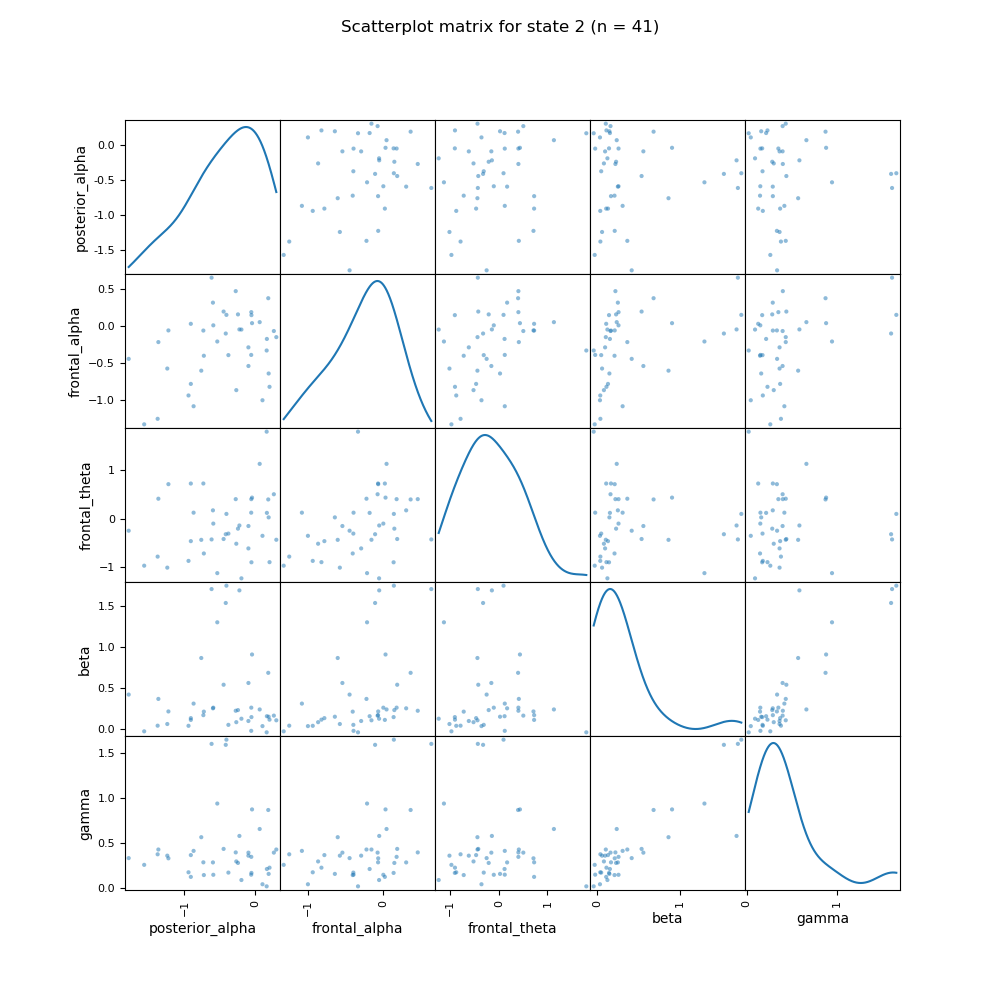 Scatterplot matrix for state 2 (n = 41)
posterior_alpha
0.0
-0.5
-1.0
-1.5
frontal_alpha
0.5
0.0
−0.5
−1.0
frontal_theta
1
0
−1
beta
1.5
1.0
0.5
0.0
gamma
1.5
1.0
0.5
0.0
−1 0 −1 0 −1 0 1 0 1 0 1
posterior_alpha frontal_alpha frontal_theta beta gamma